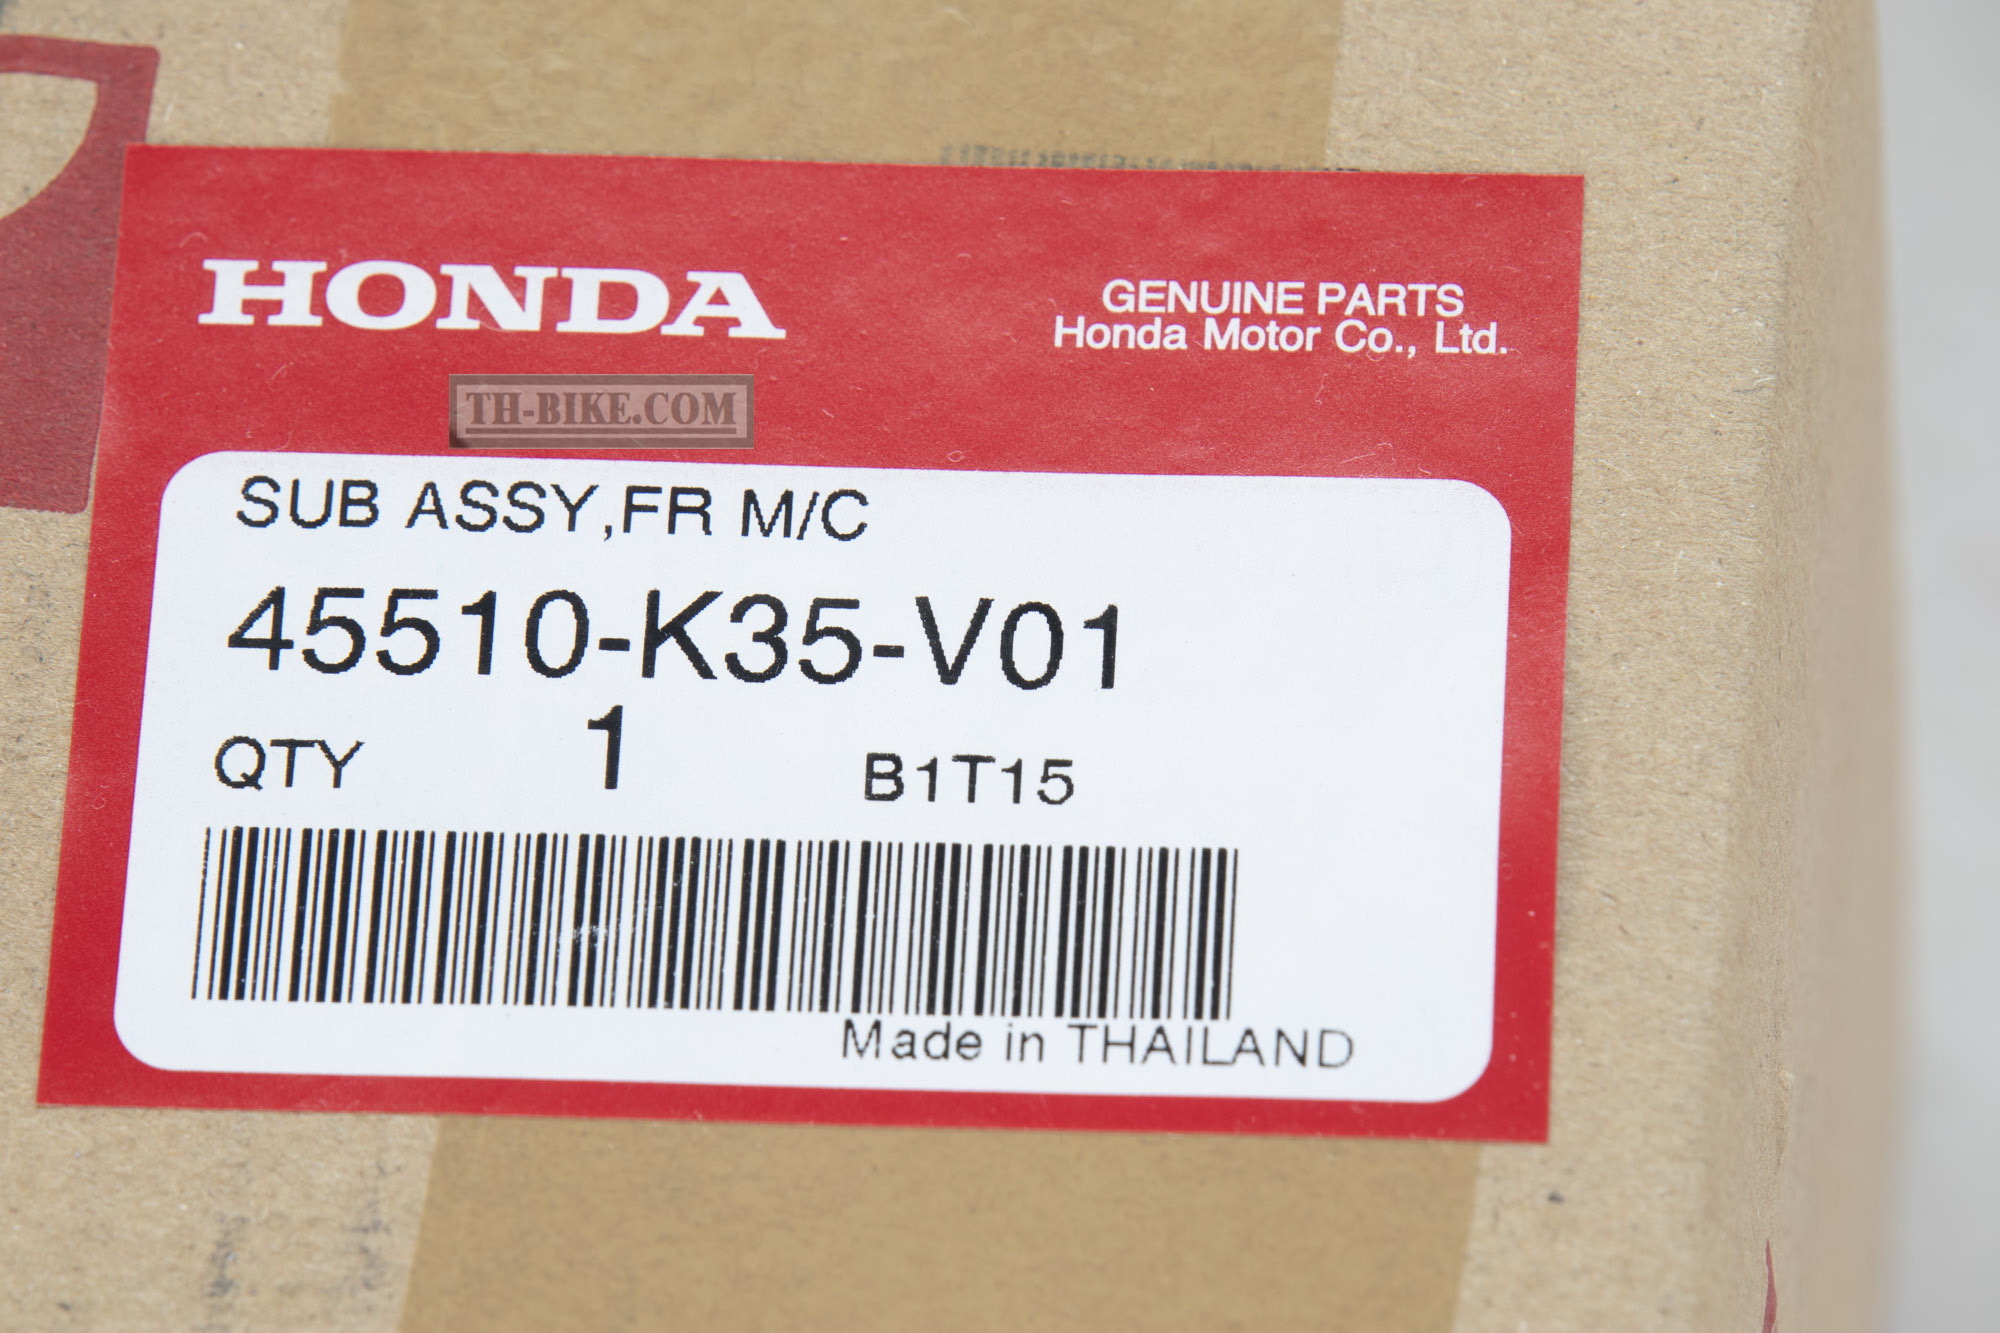 HONDA
GENUINE PARTS
Honda Motor Co., Ltd.
TH-BIKE.COM
SUB ASSY,FR M/C
45510-K35-V01
QTY 1 B1T15
Made in THAILAND